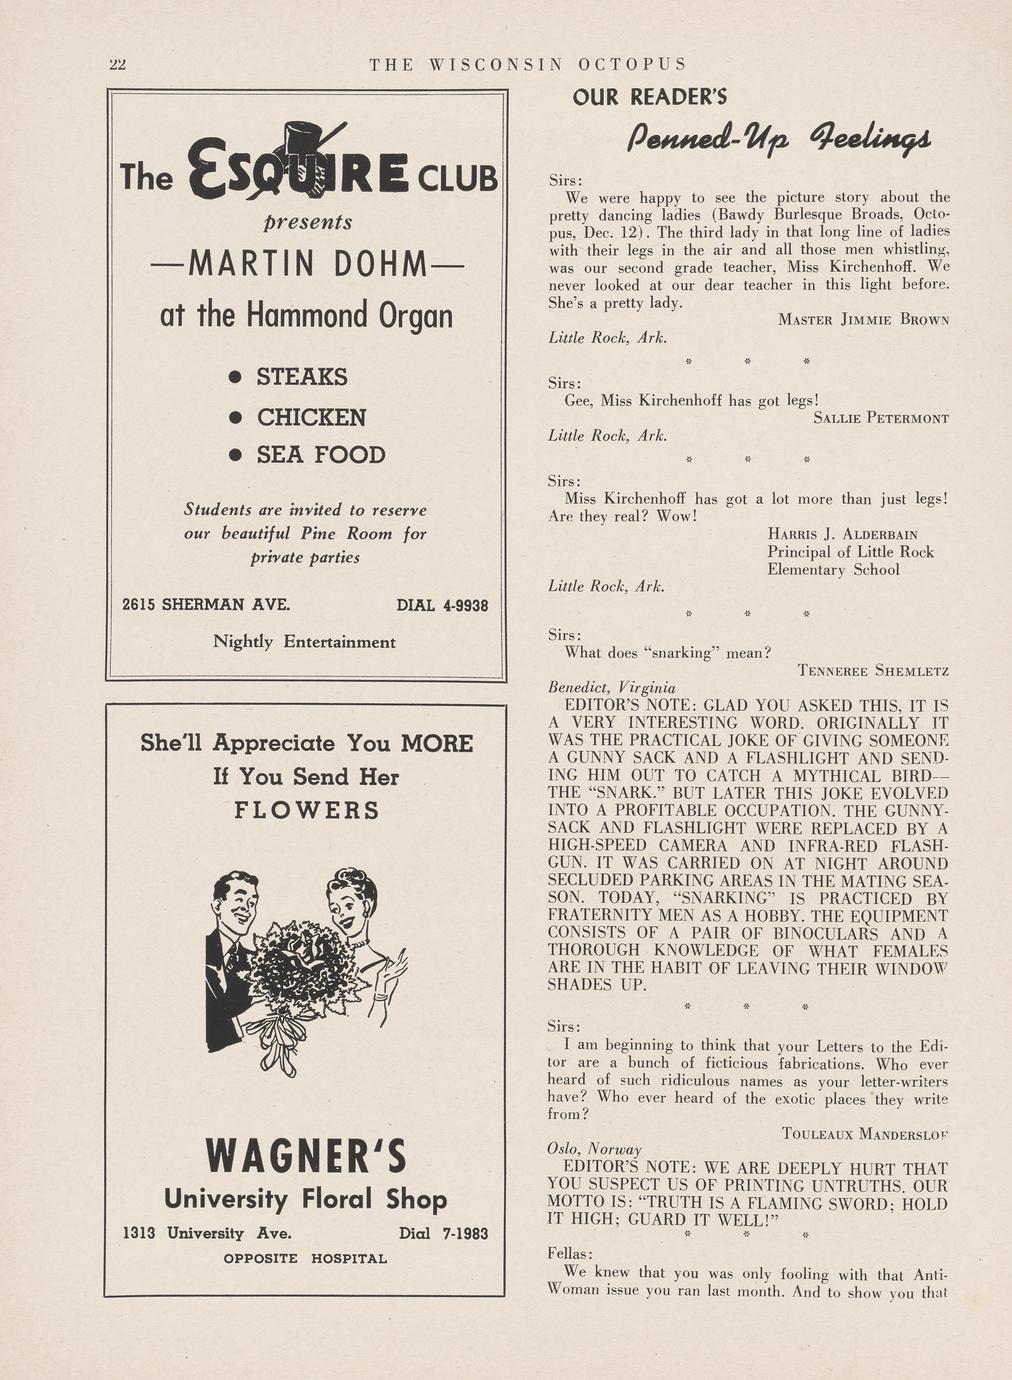 22
THE WISCONSIN OCTOPUS
The ESQUIRE CLUB
presents
—MARTIN DOHM—
at the Hammond Organ
● STEAKS
● CHICKEN
● SEA FOOD
Students are invited to reserve
our beautiful Pine Room for
private parties
2615 SHERMAN AVE. DIAL 4-9938
Nightly Entertainment
She'll Appreciate You MORE
If You Send Her
FLOWERS
WAGNER'S
University Floral Shop
1313 University Ave. Dial 7-1983
OPPOSITE HOSPITAL
OUR READER'S
Penned-Up Feelings
Sirs:
We were happy to see the picture story about the
pretty dancing ladies (Bawdy Burlesque Broads, Octo-
pus, Dec. 12). The third lady in that long line of ladies
with their legs in the air and all those men whistling,
was our second grade teacher, Miss Kirchenhoff. We
never looked at our dear teacher in this light before.
She's a pretty lady.
MASTER JIMMIE BROWN
Little Rock, Ark.
* * *
Sirs:
Gee, Miss Kirchenhoff has got legs!
SALLIE PETERMONT
Little Rock, Ark.
* * *
Sirs:
Miss Kirchenhoff has got a lot more than just legs!
Are they real? Wow!
HARRIS J. ALDERBAIN
Principal of Little Rock
Elementary School
Little Rock, Ark.
* * *
Sirs:
What does "snarking" mean?
TENNEREE SHEMLETZ
Benedict, Virginia
EDITOR'S NOTE: GLAD YOU ASKED THIS, IT IS
A VERY INTERESTING WORD. ORIGINALLY IT
WAS THE PRACTICAL JOKE OF GIVING SOMEONE
A GUNNY SACK AND A FLASHLIGHT AND SEND-
ING HIM OUT TO CATCH A MYTHICAL BIRD—
THE "SNARK." BUT LATER THIS JOKE EVOLVED
INTO A PROFITABLE OCCUPATION. THE GUNNY-
SACK AND FLASHLIGHT WERE REPLACED BY A
HIGH-SPEED CAMERA AND INFRA-RED FLASH-
GUN. IT WAS CARRIED ON AT NIGHT AROUND
SECLUDED PARKING AREAS IN THE MATING SEA-
SON. TODAY, "SNARKING" IS PRACTICED BY
FRATERNITY MEN AS A HOBBY. THE EQUIPMENT
CONSISTS OF A PAIR OF BINOCULARS AND A
THOROUGH KNOWLEDGE OF WHAT FEMALES
ARE IN THE HABIT OF LEAVING THEIR WINDOW
SHADES UP.
* * *
Sirs:
I am beginning to think that your Letters to the Edi-
tor are a bunch of ficticious fabrications. Who ever
heard of such ridiculous names as your letter-writers
have? Who ever heard of the exotic places they write
from?
TOULEAUX MANDERSLOF
Oslo, Norway
EDITOR'S NOTE: WE ARE DEEPLY HURT THAT
YOU SUSPECT US OF PRINTING UNTRUTHS. OUR
MOTTO IS: "TRUTH IS A FLAMING SWORD; HOLD
IT HIGH; GUARD IT WELL!"
* * *
Fellas:
We knew that you was only fooling with that Anti-
Woman issue you ran last month. And to show you that